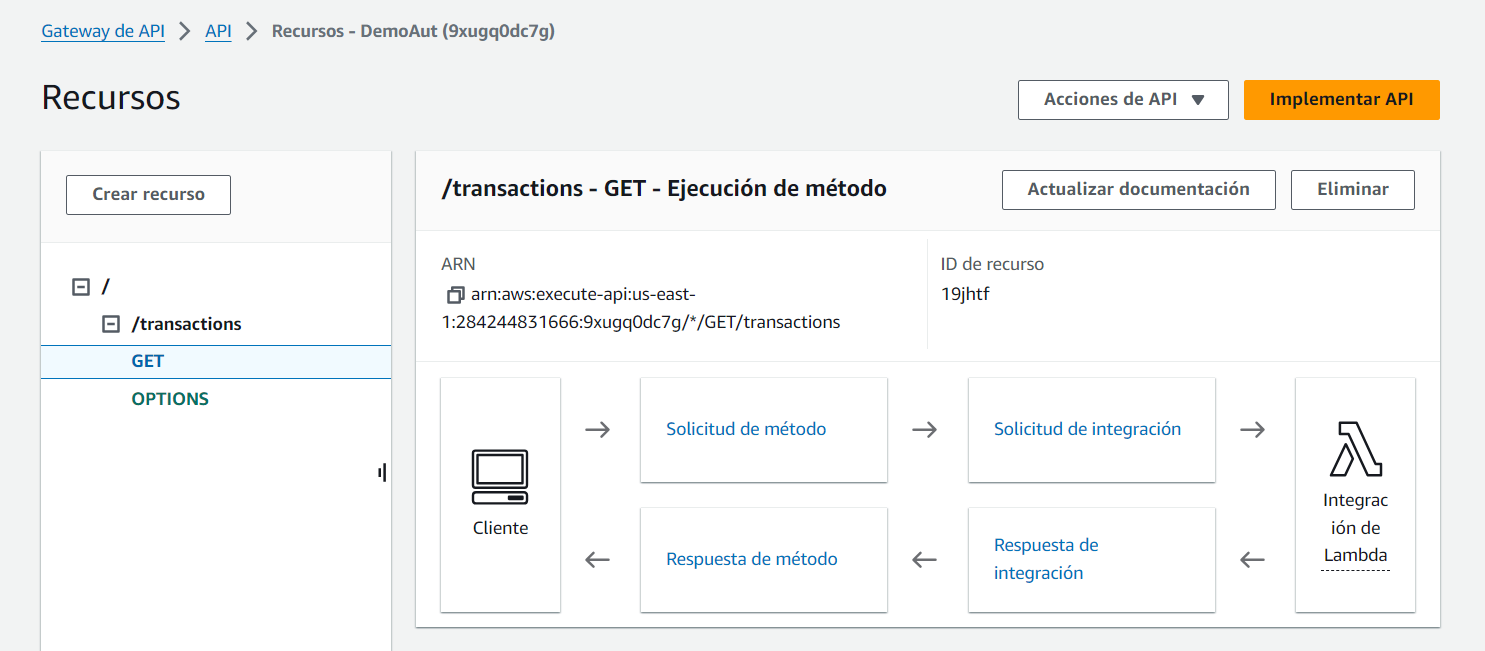 Gateway de API > API > Recursos - DemoAut (9xugq0dc7g)
Recursos
Acciones de API ▼
Implementar API
Crear recurso
/
/transactions
GET
OPTIONS
/transactions - GET - Ejecución de método
Actualizar documentación
Eliminar
ARN
arn:aws:execute-api:us-east-
1:284244831666:9xugq0dc7g/*/GET/transactions
ID de recurso
19jhtf
Cliente
Solicitud de método
Solicitud de integración
Respuesta de método
Respuesta de
integración
Integrac
ión de
Lambda